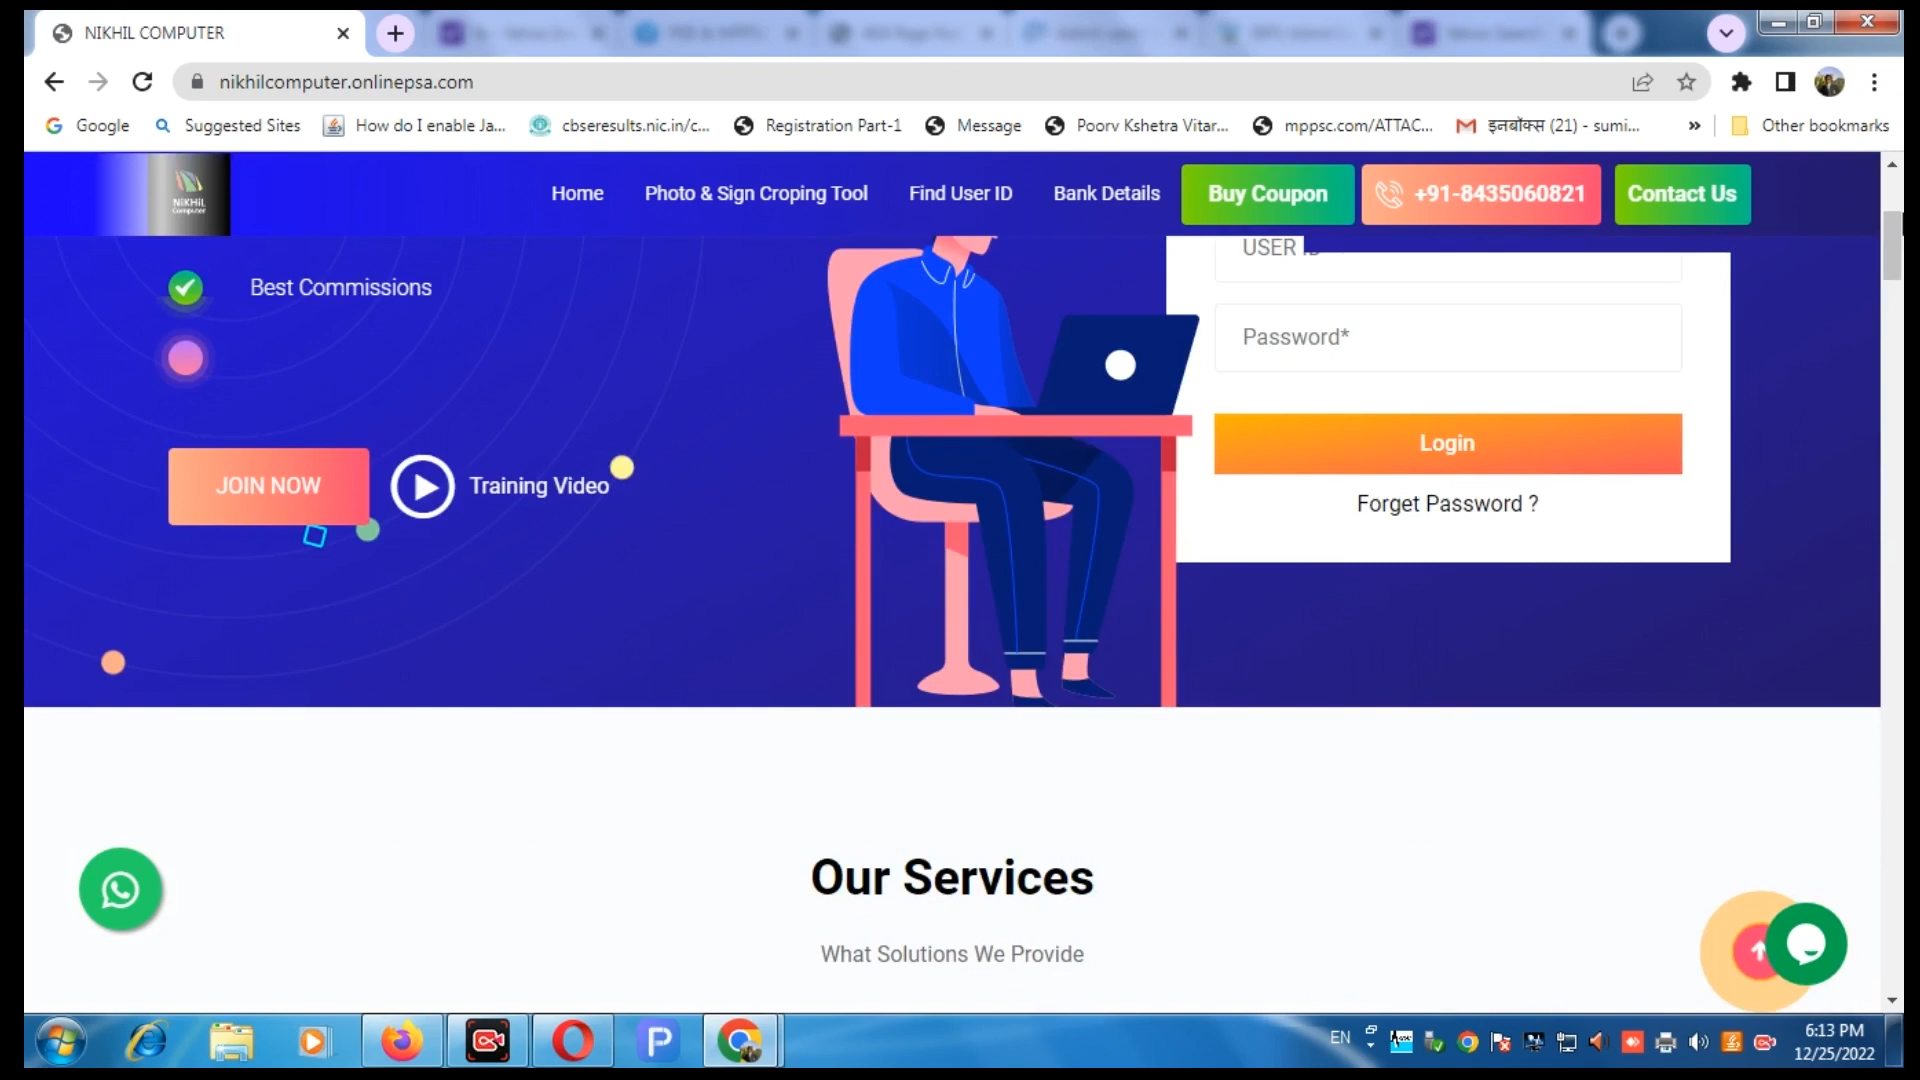 NIKHIL COMPUTER
nikhilcomputer.onlinepsa.com
Google Suggested Sites How do I enable Ja... cbseresults.nic.in/c... Registration Part-1 Message Poorv Kshetra Vitar... mppsc.com/ATTAC... इनबॉक्स (21) - sumi... » Other bookmarks
NiKHiL
Computer
Home Photo & Sign Croping Tool Find User ID Bank Details Buy Coupon +91-8435060821 Contact Us
USER ID
Best Commissions
Password*
Login
JOIN NOW Training Video
Forget Password ?
Our Services
What Solutions We Provide
EN
6:13 PM
12/25/2022